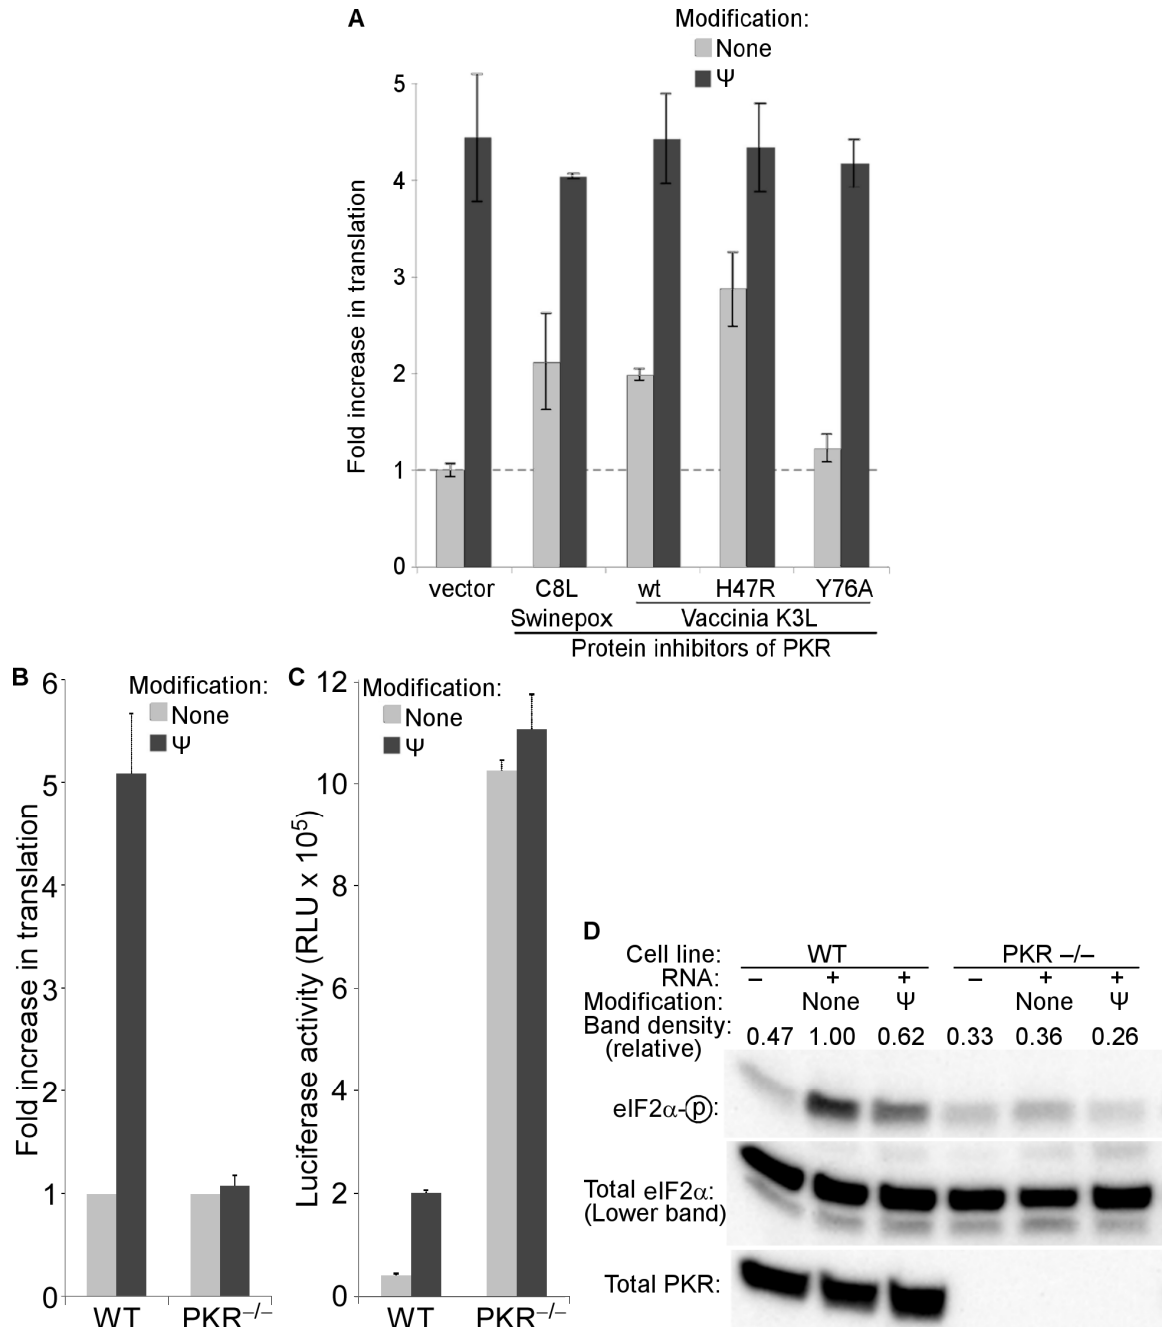 A
Modification:
None
Ψ
Fold increase in translation
5
4
3
2
1
0
vector
C8L
wt
H47R
Y76A
Swinepox
Vaccinia K3L
Protein inhibitors of PKR
B
Modification:
None
Ψ
Fold increase in translation
6
5
4
3
2
1
0
WT
PKR–/–
C
Modification:
None
Ψ
Luciferase activity (RLU x 10⁵)
12
10
8
6
4
2
0
WT
PKR–/–
D
Cell line: WT PKR –/–
RNA: – + + – + +
Modification: None Ψ None Ψ
Band density: 0.47 1.00 0.62 0.33 0.36 0.26
(relative)
eIF2α-ⓟ:
Total eIF2α:
(Lower band)
Total PKR: